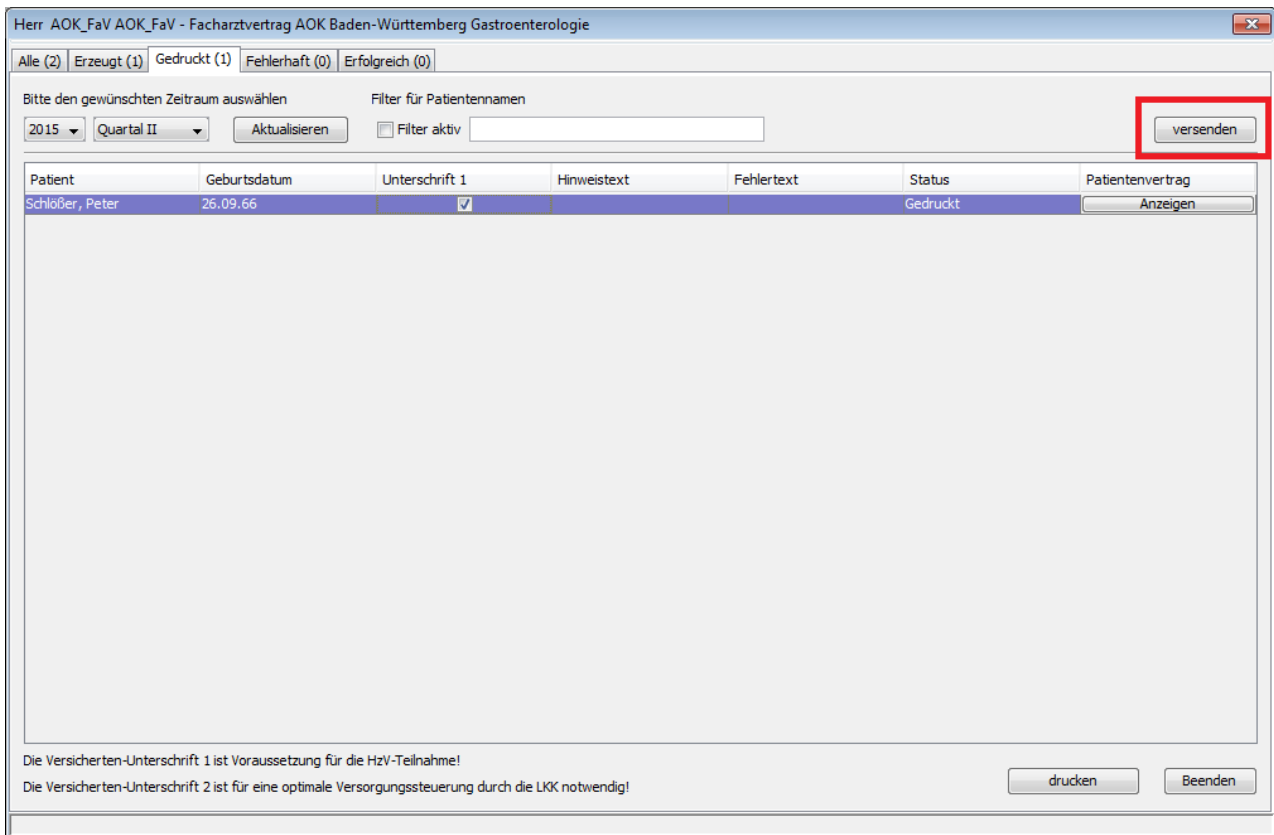 Herr AOK_FaV AOK_FaV - Facharztvertrag AOK Baden-Württemberg Gastroenterologie
Alle (2) Erzeugt (1) Gedruckt (1) Fehlerhaft (0) Erfolgreich (0)
Bitte den gewünschten Zeitraum auswählen Filter für Patientennamen
2015 Quartal II Aktualisieren Filter aktiv versenden
Patient Geburtsdatum Unterschrift 1 Hinweistext Fehlertext Status Patientenvertrag
Schlößer, Peter 26.09.66 Gedruckt Anzeigen
Die Versicherten-Unterschrift 1 ist Voraussetzung für die HzV-Teilnahme!
Die Versicherten-Unterschrift 2 ist für eine optimale Versorgungssteuerung durch die LKK notwendig!
drucken Beenden